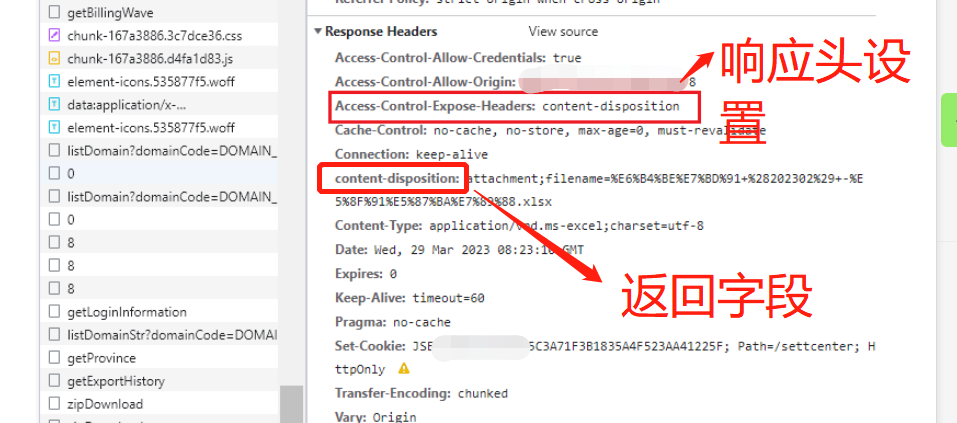 getBillingWave
chunk-167a3886.3c7dce36.css
chunk-167a3886.d4fa1d83.js
element-icons.535877f5.woff
data:application/x-...
element-icons.535877f5.woff
listDomain?domainCode=DOMAIN_
0
listDomain?domainCode=DOMAIN_
0
8
8
8
getLoginInformation
listDomainStr?domainCode=DOMAI
getProvince
getExportHistory
zipDownload
Referrer Policy: strict-origin-when-cross-origin
Response Headers
View source
Access-Control-Allow-Credentials: true
Access-Control-Allow-Origin: 8
Access-Control-Expose-Headers: content-disposition
Cache-Control: no-cache, no-store, max-age=0, must-revalidate
Connection: keep-alive
content-disposition: attachment;filename=%E6%B4%BE%E7%BD%91+%28202302%29+-%E
5%8F%91%E5%87%BA%E7%89%88.xlsx
Content-Type: application/vnd.ms-excel;charset=utf-8
Date: Wed, 29 Mar 2023 08:23:16 GMT
Expires: 0
Keep-Alive: timeout=60
Pragma: no-cache
Set-Cookie: JSE 5C3A71F3B1835A4F523AA41225F; Path=/settcenter; H
ttpOnly
Transfer-Encoding: chunked
Vary: Origin
响应头设
置
返回字段